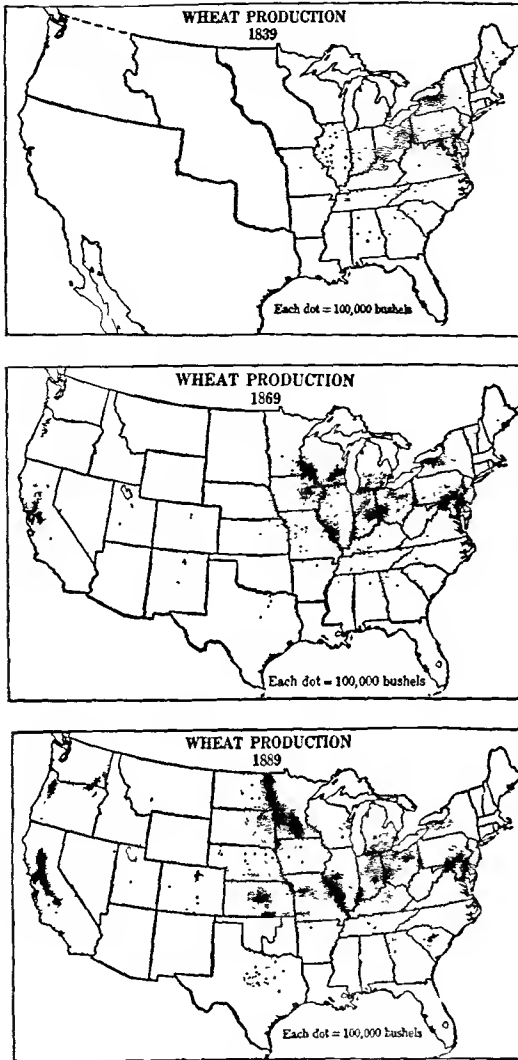 WHEAT PRODUCTION
1839
Each dot = 100,000 bushels
WHEAT PRODUCTION
1869
Each dot = 100,000 bushels
WHEAT PRODUCTION
1889
Each dot = 100,000 bushels